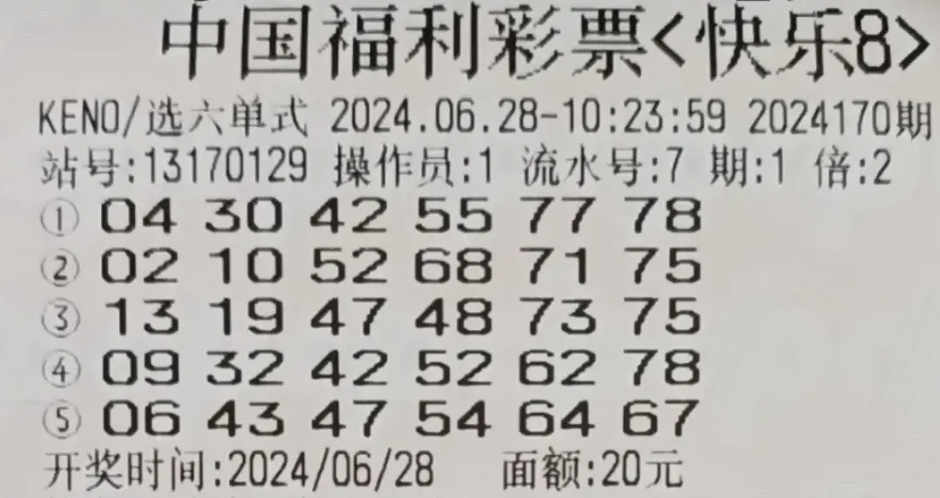 中国福利彩票<快乐8>
KENO/选六单式 2024.06.28-10:23:59 2024170期
站号:13170129 操作员:1 流水号:7 期:1 倍:2
① 04 30 42 55 77 78
② 02 10 52 68 71 75
③ 13 19 47 48 73 75
④ 09 32 42 52 62 78
⑤ 06 43 47 54 64 67
开奖时间:2024/06/28 面额:20元